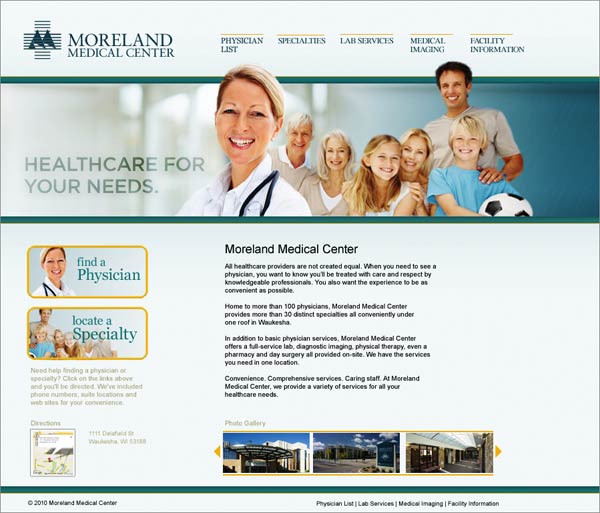 MORELAND
MEDICAL CENTER
PHYSICIAN
LIST
SPECIALTIES
LAB SERVICES
MEDICAL
IMAGING
FACILITY
INFORMATION
HEALTHCARE FOR
YOUR NEEDS.
find a
Physician
locate a
Specialty
Need help finding a physician or
specialty? Click on the links above
and you'll be directed. We've included
phone numbers, suite locations and
web sites for your convenience.
Directions
1111 Delafield St
Waukesha, WI 53188
Moreland Medical Center
All healthcare providers are not created equal. When you need to see a
physician, you want to know you'll be treated with care and respect by
knowledgeable professionals. You also want the experience to be as
convenient as possible.
Home to more than 100 physicians, Moreland Medical Center
provides more than 30 distinct specialties all conveniently under
one roof in Waukesha.
In addition to basic physician services, Moreland Medical Center
offers a full-service lab, diagnostic imaging, physical therapy, even a
pharmacy and day surgery all provided on-site. We have the services
you need in one location.
Convenience. Comprehensive services. Caring staff. At Moreland
Medical Center, we provide a variety of services for all your
healthcare needs.
Photo Gallery
© 2010 Moreland Medical Center
Physician List | Lab Services | Medical Imaging | Facility Information